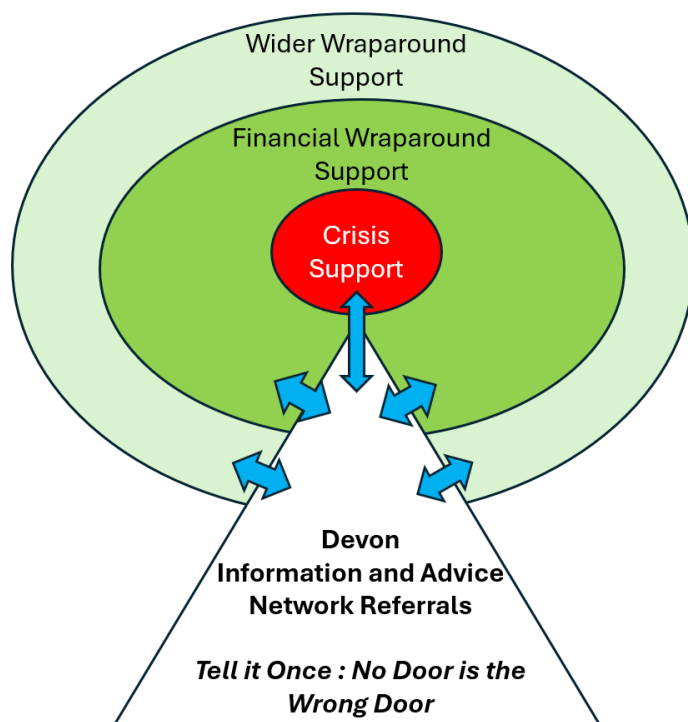 Wider Wraparound
Support
Financial Wraparound
Support
Crisis
Support
Devon
Information and Advice
Network Referrals
Tell it Once : No Door is the
Wrong Door